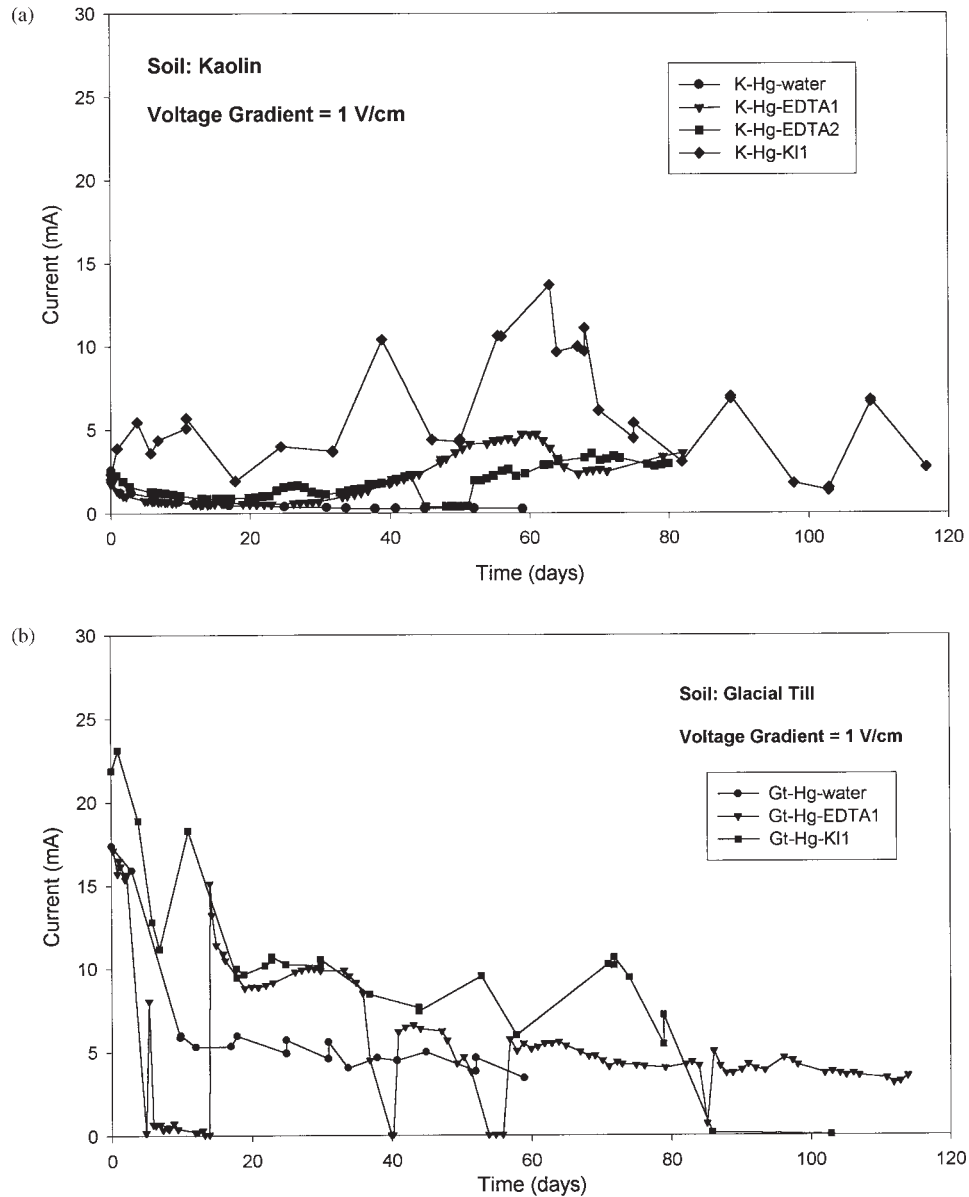 (a)
30
25
20
15
10
5
0
Current (mA)
Soil: Kaolin
Voltage Gradient = 1 V/cm
K-Hg-water
K-Hg-EDTA1
K-Hg-EDTA2
K-Hg-KI1
0 20 40 60 80 100 120
Time (days)
(b)
30
25
20
15
10
5
0
Current (mA)
Soil: Glacial Till
Voltage Gradient = 1 V/cm
Gt-Hg-water
Gt-Hg-EDTA1
Gt-Hg-KI1
0 20 40 60 80 100 120
Time (days)